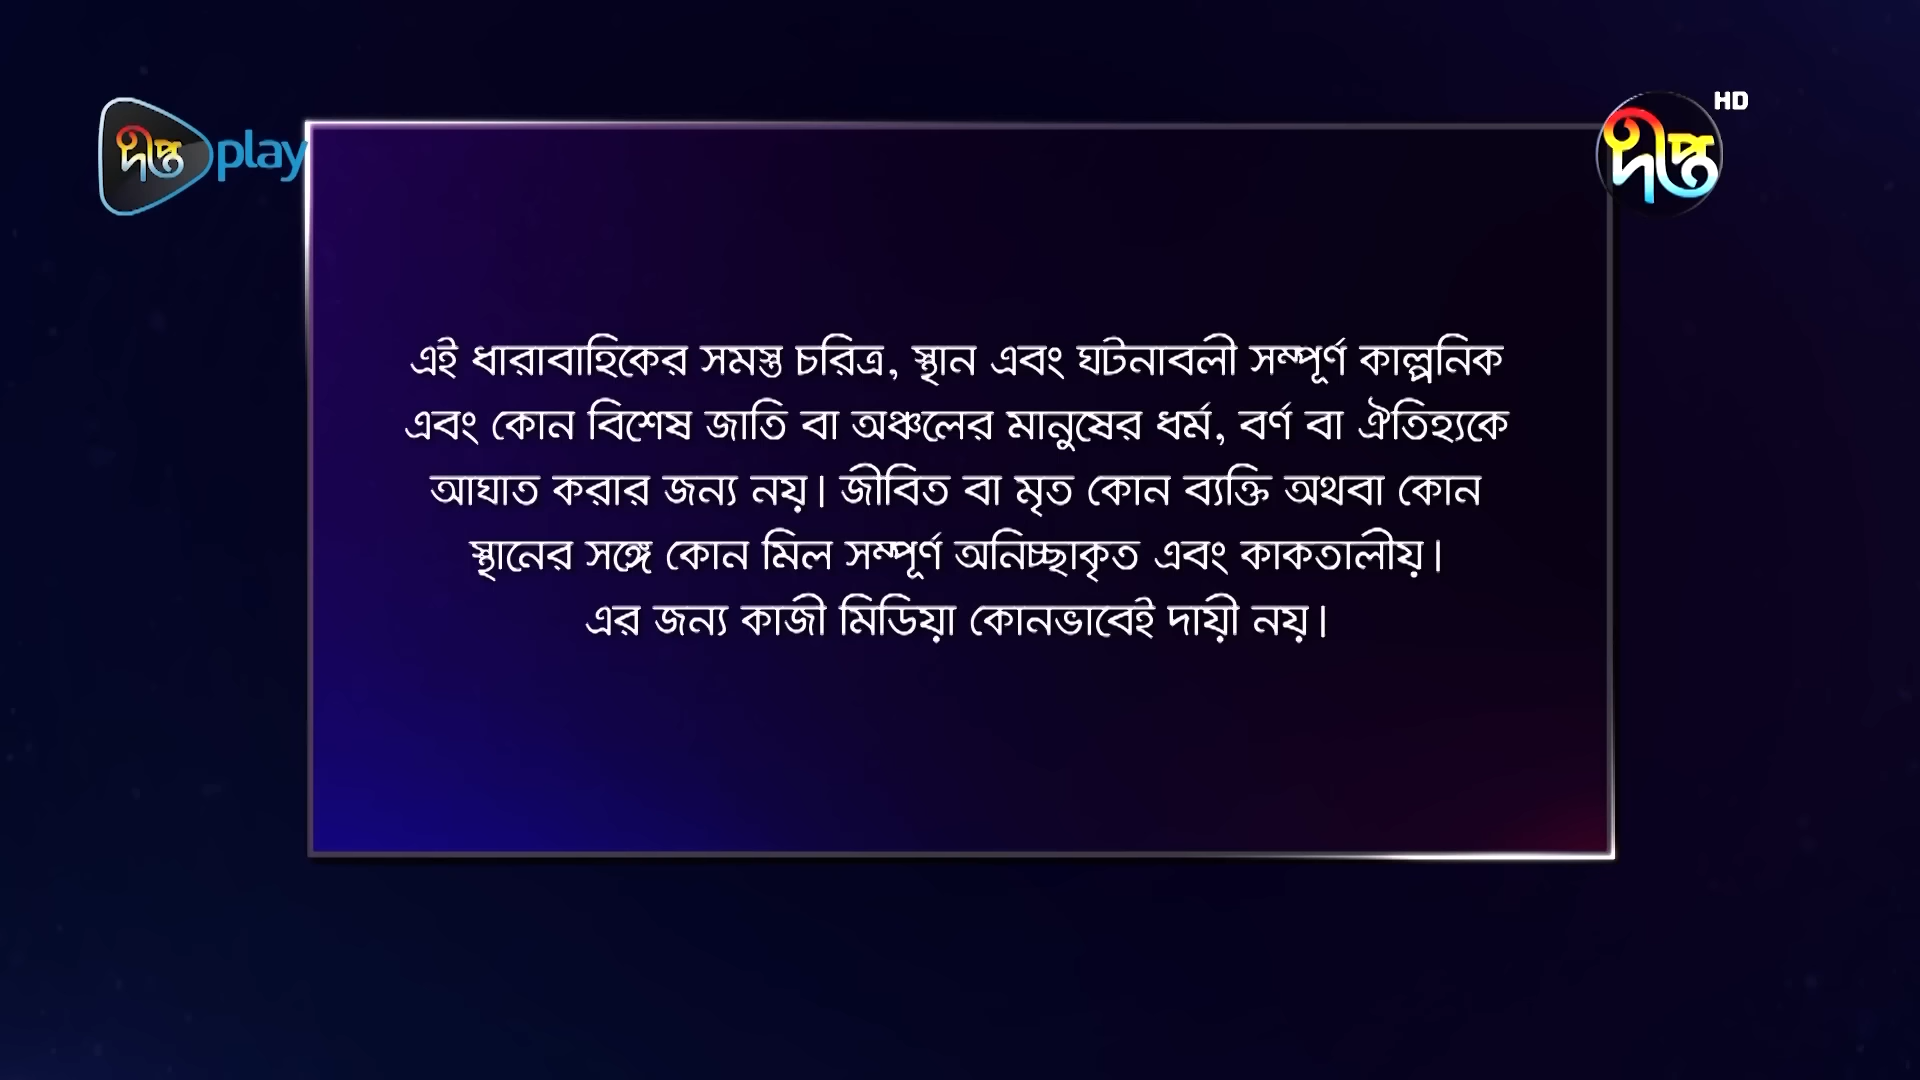 দীপ্ত play
দীপ্ত HD
এই ধারাবাহিকের সমস্ত চরিত্র, স্থান এবং ঘটনাবলী সম্পূর্ণ কাল্পনিক
এবং কোন বিশেষ জাতি বা অঞ্চলের মানুষের ধর্ম, বর্ণ বা ঐতিহ্যকে
আঘাত করার জন্য নয়। জীবিত বা মৃত কোন ব্যক্তি অথবা কোন
স্থানের সঙ্গে কোন মিল সম্পূর্ণ অনিচ্ছাকৃত এবং কাকতালীয়।
এর জন্য কাজী মিডিয়া কোনভাবেই দায়ী নয়।